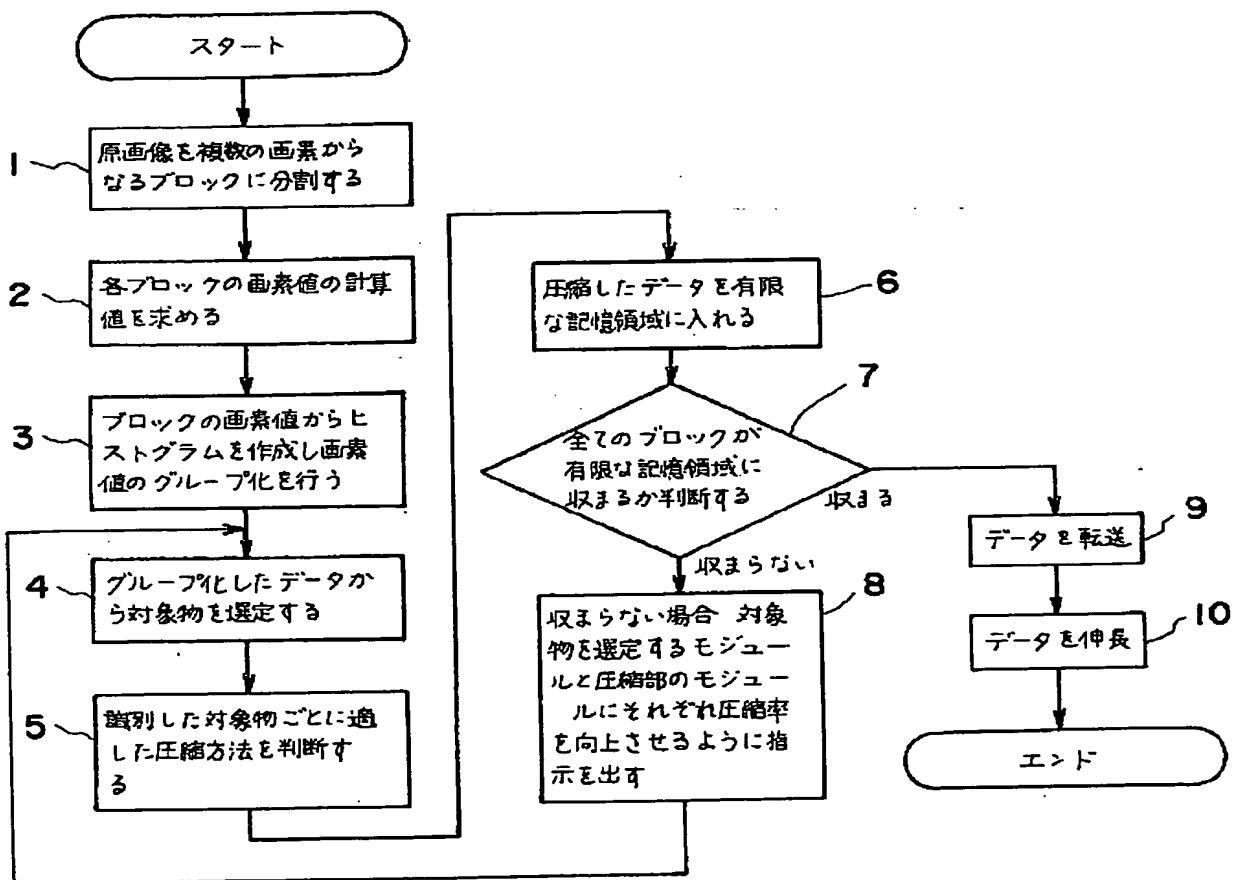 スタート
1
原画像を複数の画素から
なるブロックに分割する
2
各ブロックの画素値の計算
値を求める
3
ブロックの画素値からヒ
ストグラムを作成し画素
値のグループ化を行う
4
グループ化したデータか
ら対象物を選定する
5
識別した対象物ごとに適
した圧縮方法を判断す
る
6
圧縮したデータを有限
な記憶領域に入れる
7
全てのブロックが
有限な記憶領域に
収まるか判断する
収まる
収まらない
8
収まらない場合 対象
物を選定するモジュー
ルと圧縮部のモジュー
ルにそれぞれ圧縮率
を向上させるように指
示を出す
9
データを転送
10
データを伸長
エンド